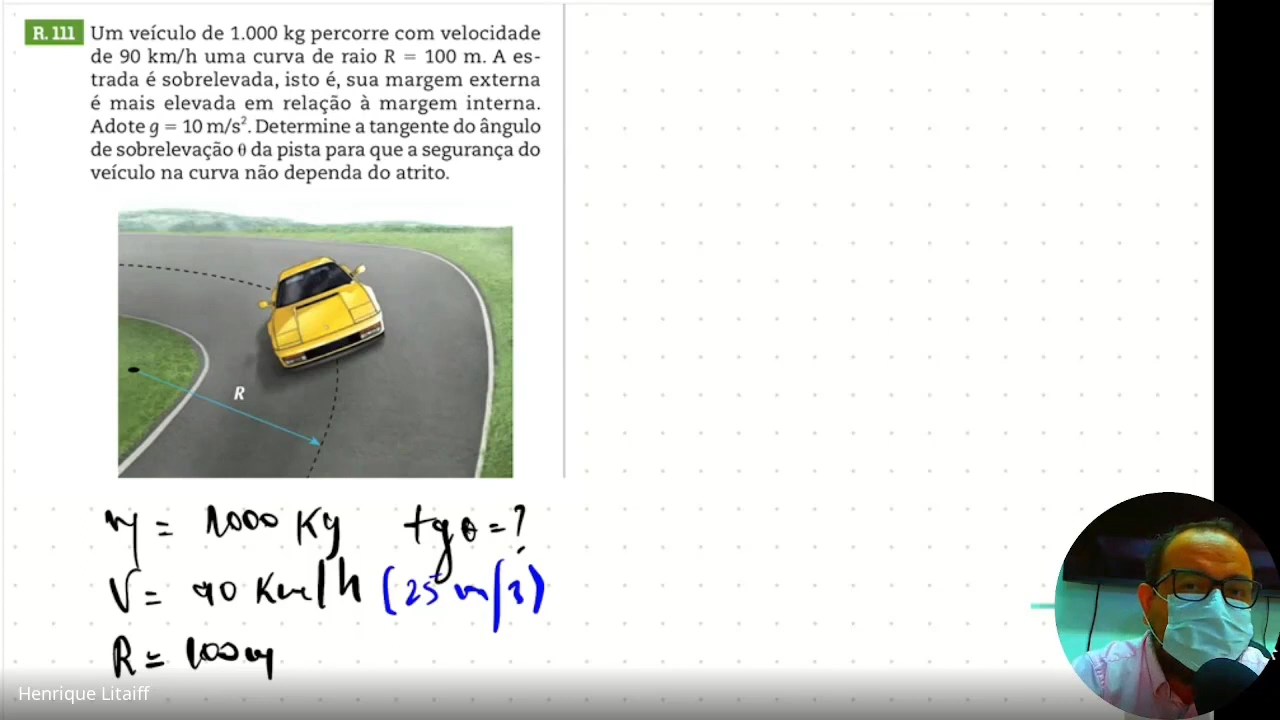 R. 111 Um veículo de 1.000 kg percorre com velocidade
de 90 km/h uma curva de raio R = 100 m. A es-
trada é sobrelevada, isto é, sua margem externa
é mais elevada em relação à margem interna.
Adote g = 10 m/s². Determine a tangente do ângulo
de sobrelevação θ da pista para que a segurança do
veículo na curva não dependa do atrito.
R
m = 1000 Kg tg θ = ?
V = 90 Km/h (25 m/s)
R = 100 m
Henrique Litaiff